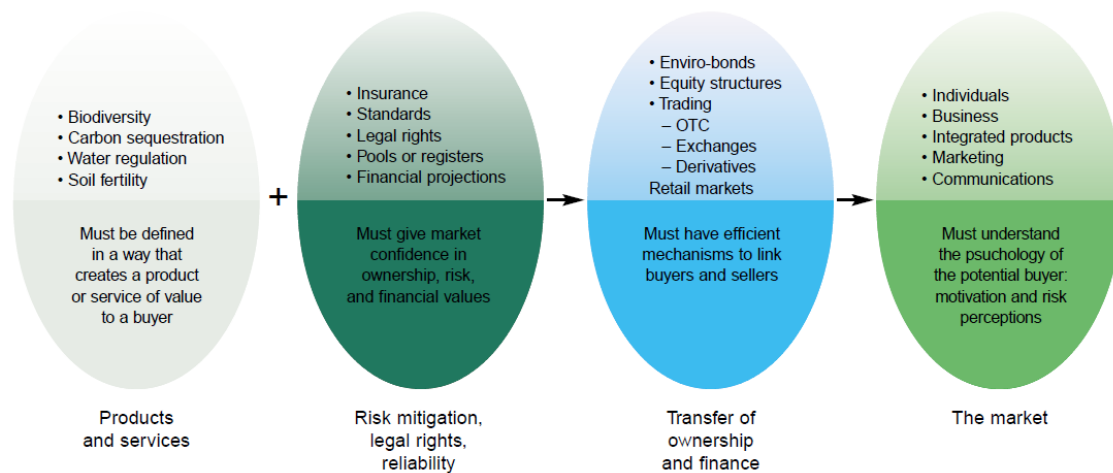 • Biodiversity
• Carbon sequestration
• Water regulation
• Soil fertility
Must be defined
in a way that
creates a product
or service of value
to a buyer
Products
and services
+
• Insurance
• Standards
• Legal rights
• Pools or registers
• Financial projections
Must give market
confidence in
ownership, risk,
and financial values
Risk mitigation,
legal rights,
reliability
• Enviro-bonds
• Equity structures
• Trading
– OTC
– Exchanges
– Derivatives
Retail markets
Must have efficient
mechanisms to link
buyers and sellers
Transfer of
ownership
and finance
• Individuals
• Business
• Integrated products
• Marketing
• Communications
Must understand
the psuchology of
the potential buyer:
motivation and risk
perceptions
The market